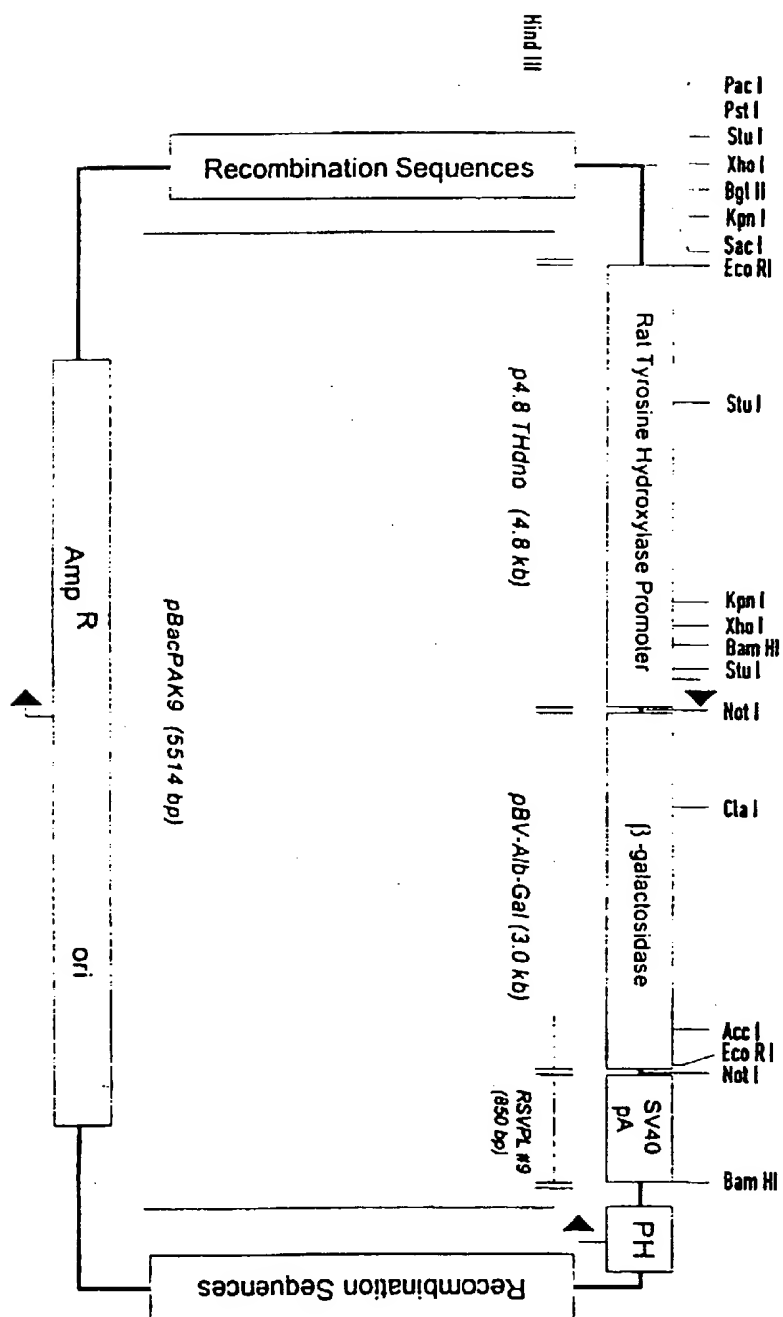 Hind III
Pac I
Pst I
Stu I
Xho I
Bgl II
Kpn I
Sac I
Eco RI
Stu I
Kpn I
Xho I
Bam HI
Stu I
Not I
Cla I
Acc I
Eco R I
Not I
Bam HI
Recombination Sequences
Rat Tyrosine Hydroxylase Promoter
β-galactosidase
SV40
pA
PH
p4.8 THdno (4.8 kb)
pBV-Alb-Gal (3.0 kb)
RSVPL #9
(850 bp)
pBacPAK9 (5514 bp)
Amp R
ori
Recombination Sequences